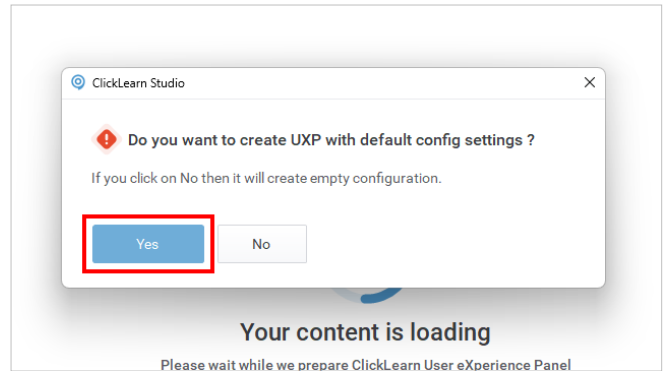 ClickLearn Studio
Do you want to create UXP with default config settings ?
If you click on No then it will create empty configuration.
Yes No
Your content is loading
Please wait while we prepare ClickLearn User eXperience Panel